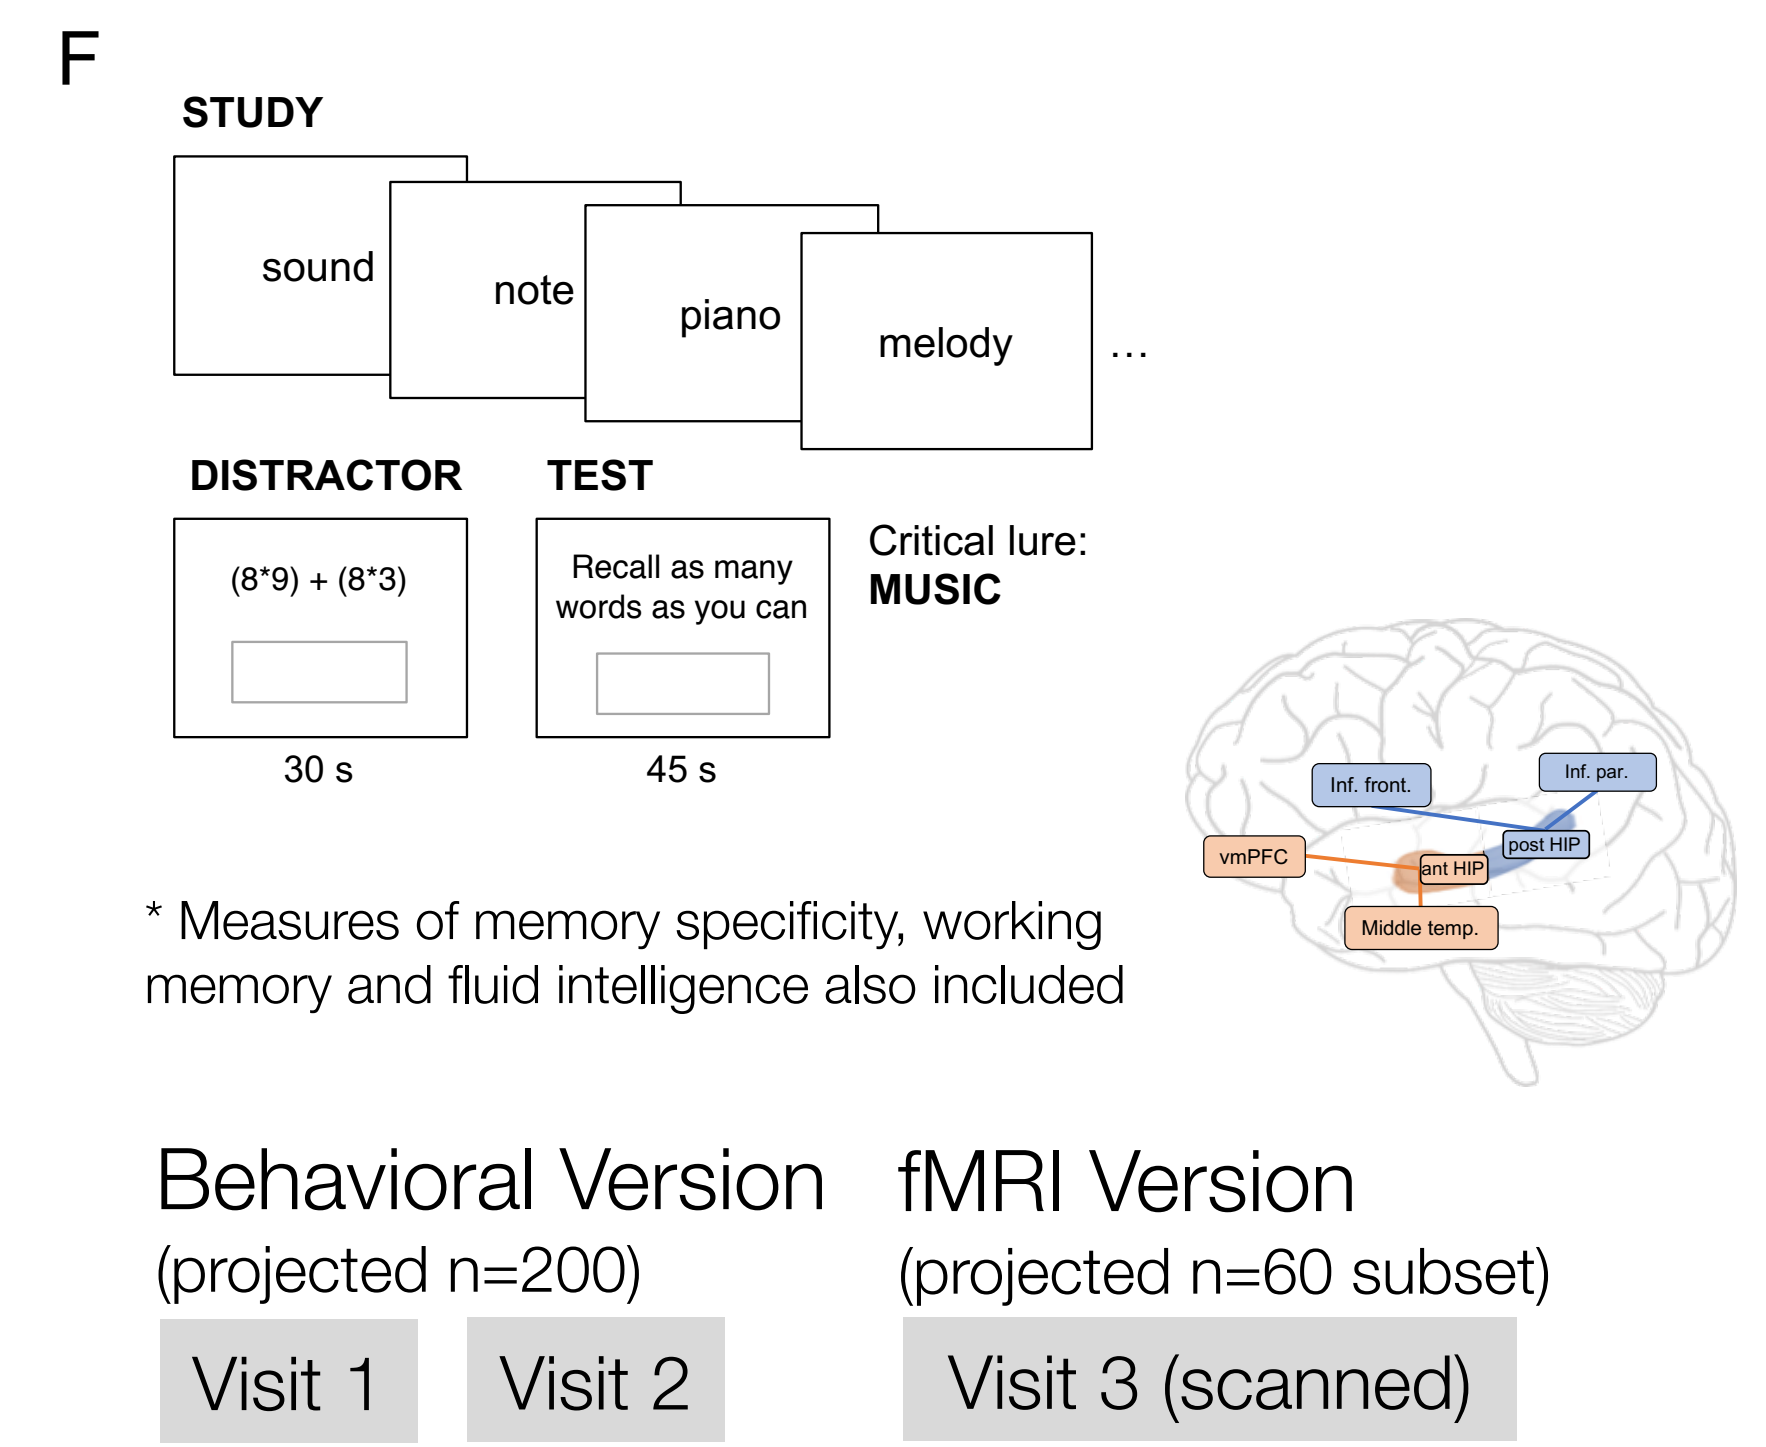 F
STUDY
sound
note
piano
melody
...
DISTRACTOR
TEST
(8*9) + (8*3)
Recall as many
words as you can
Critical lure:
MUSIC
30 s
45 s
Inf. front.
Inf. par.
vmPFC
ant HIP
post HIP
Middle temp.
* Measures of memory specificity, working
memory and fluid intelligence also included
Behavioral Version
(projected n=200)
Visit 1
Visit 2
fMRI Version
(projected n=60 subset)
Visit 3 (scanned)